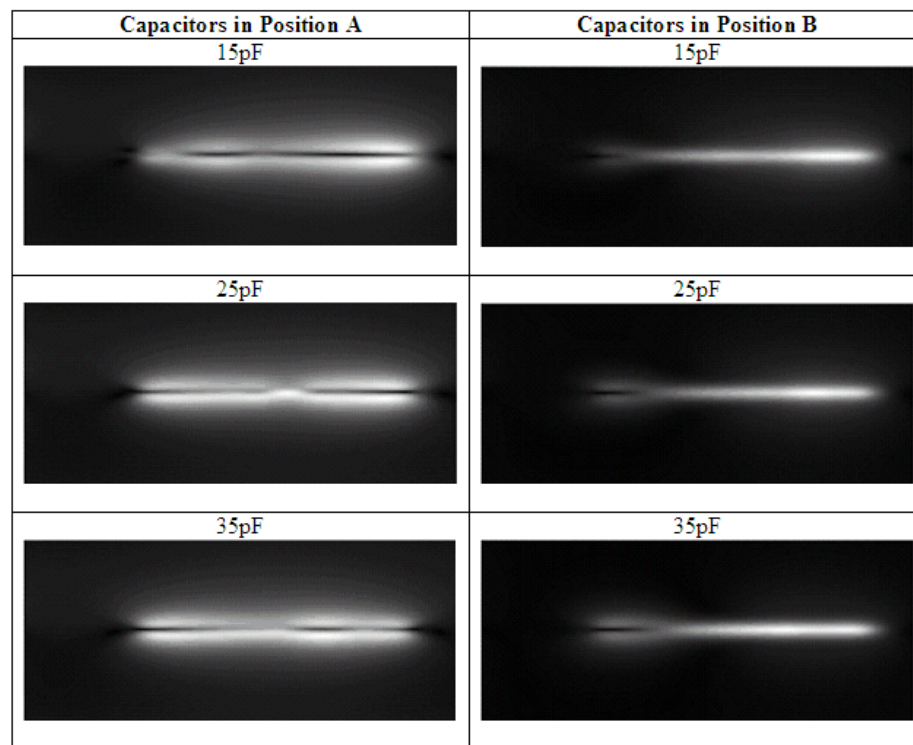 Capacitors in Position A
Capacitors in Position B
15pF
15pF
25pF
25pF
35pF
35pF